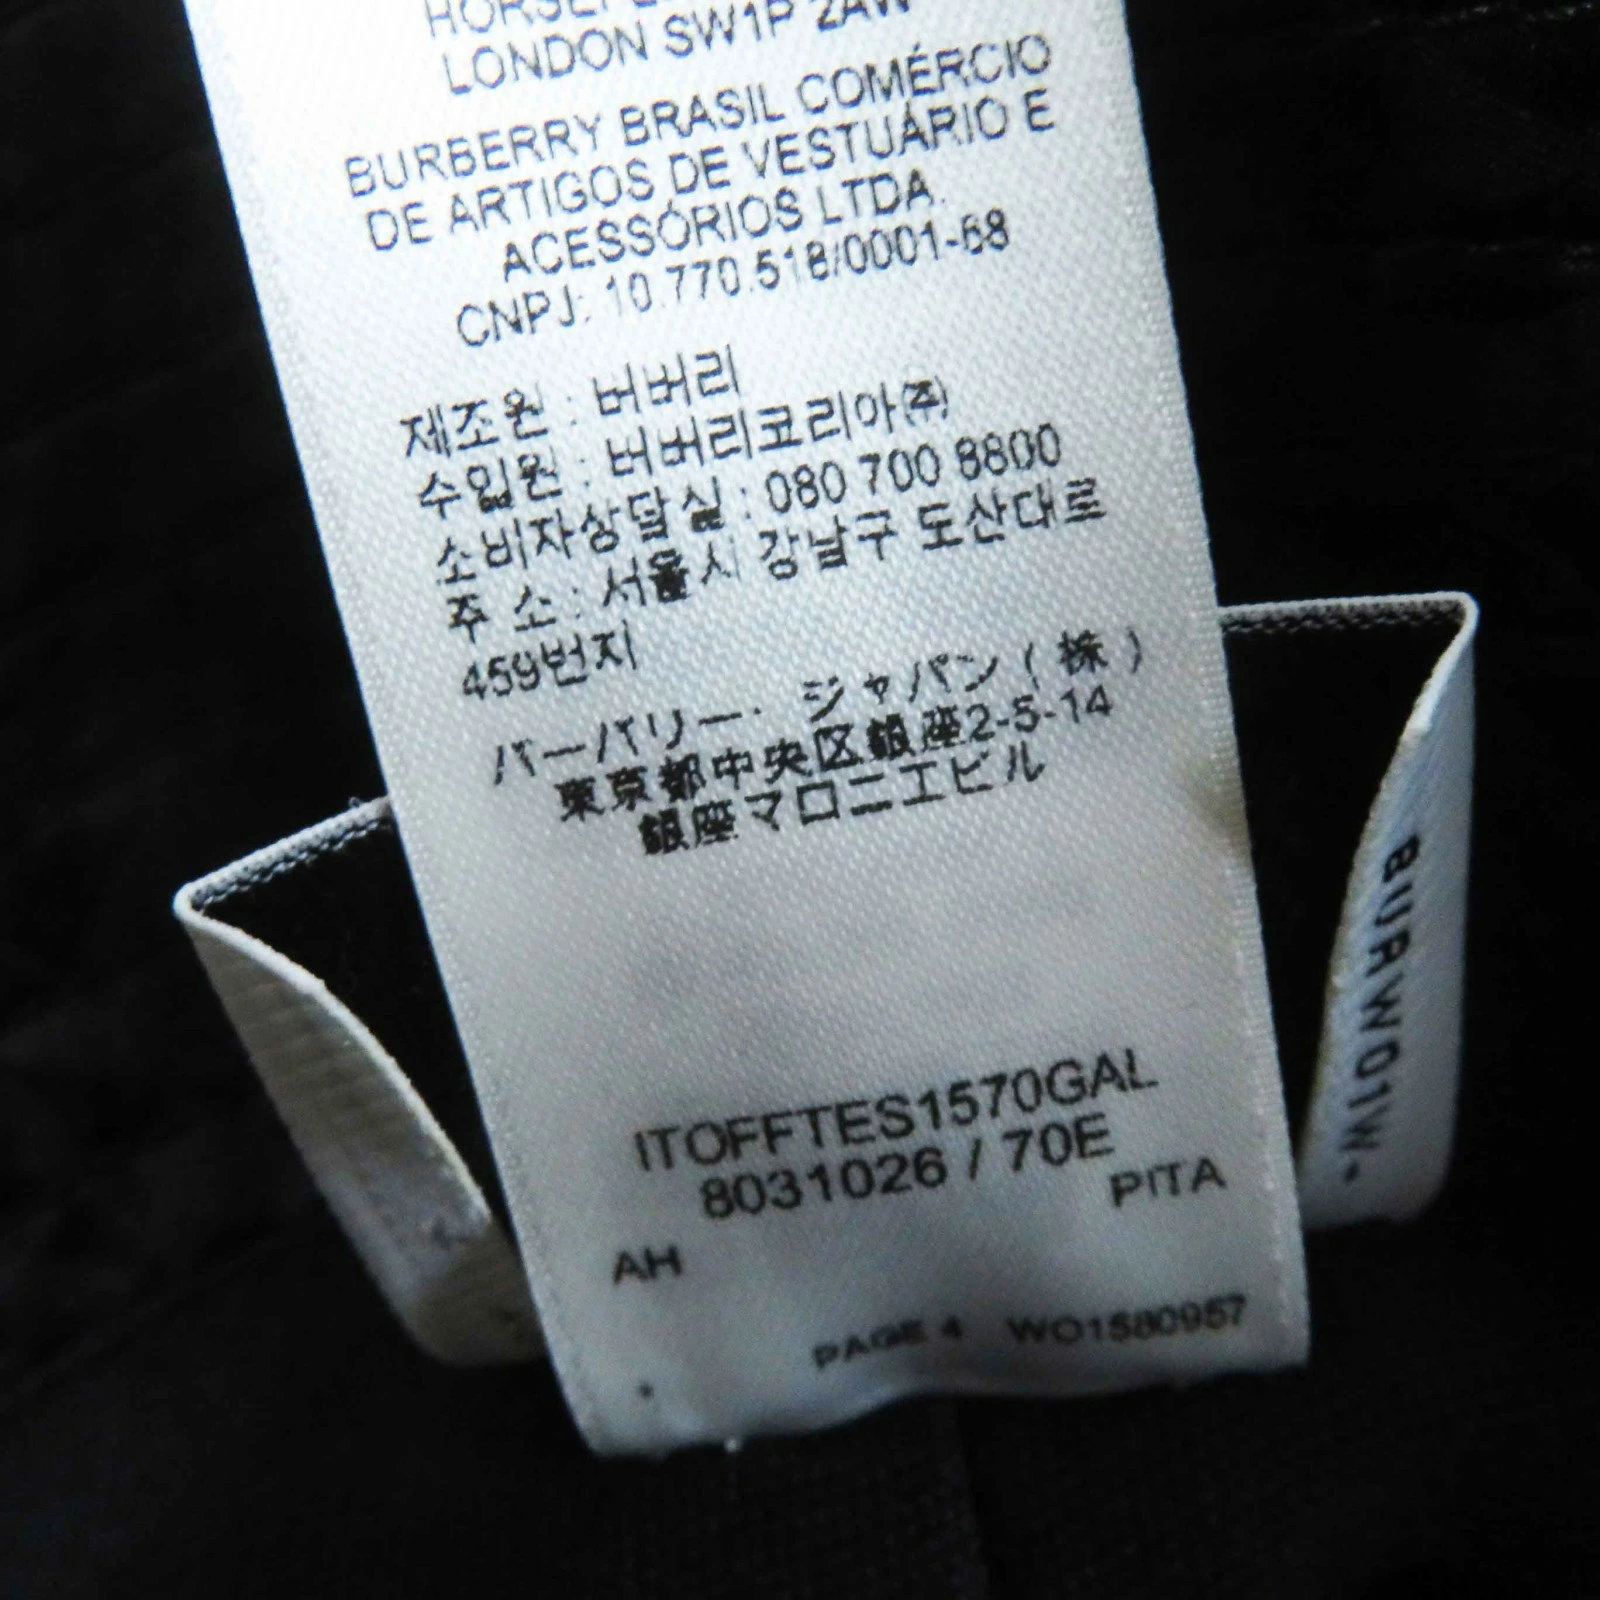 LONDON SW1P 2AW
BURBERRY BRASIL COMÉRCIO
DE ARTIGOS DE VESTUÁRIO E
ACESSÓRIOS LTDA.
CNPJ: 10.770.518/0001-68
제조원 : 버버리
수입원 : 버버리코리아(주)
소비자상담실 : 080 700 8800
주 소 : 서울시 강남구 도산대로
459번지
バーバリー・ジャパン(株)
東京都中央区銀座2-5-14
銀座マロニエビル
ITOFFTES1570GAL
8031026 / 70E
PITA
AH
PAGE 4 WO1580957
BURW01W.